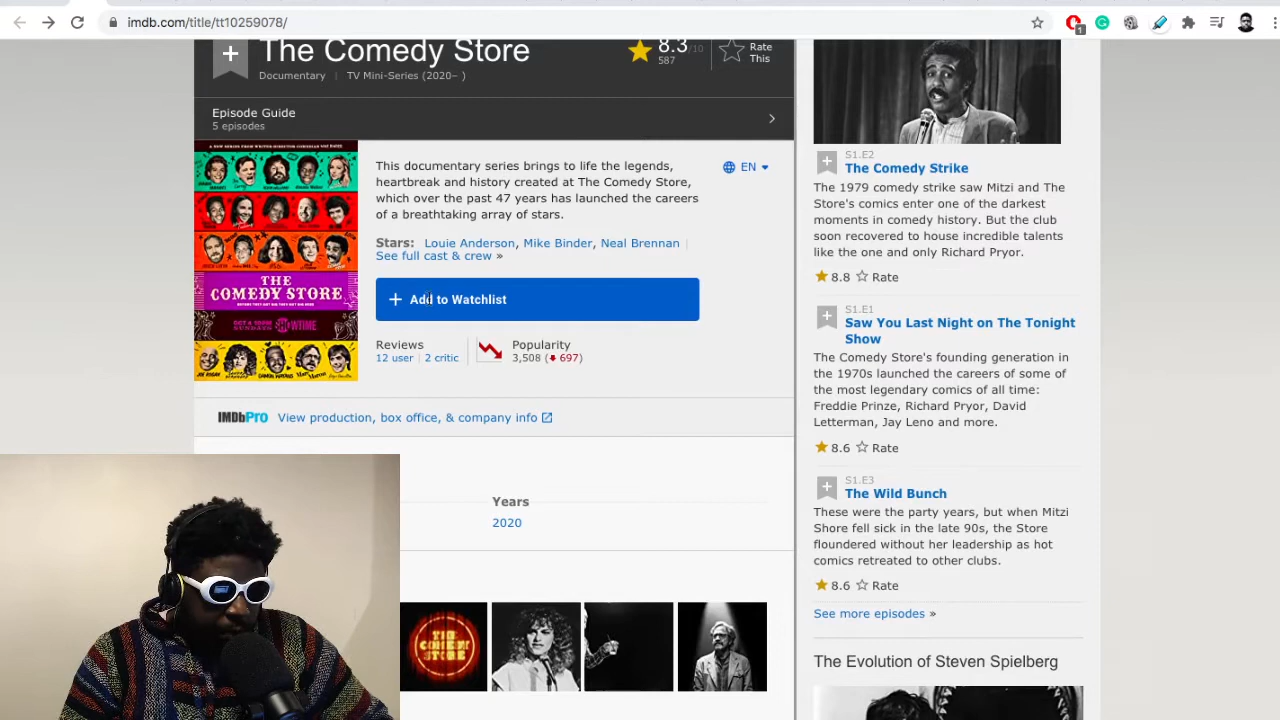 imdb.com/title/tt10259078/
1
The Comedy Store
Documentary | TV Mini-Series (2020– )
8.3/10
587
Rate This
Episode Guide
5 episodes
THE
COMEDY STORE
SHOWTIME
This documentary series brings to life the legends,
heartbreak and history created at The Comedy Store,
which over the past 47 years has launched the careers
of a breathtaking array of stars.
EN
Stars: Louie Anderson, Mike Binder, Neal Brennan |
See full cast & crew »
+ Add to Watchlist
Reviews
12 user | 2 critic
Popularity
3,508 (697)
IMDbPro View production, box office, & company info
Years
2020
THE
COMEDY
STORE
S1.E2
The Comedy Strike
The 1979 comedy strike saw Mitzi and The
Store's comics enter one of the darkest
moments in comedy history. But the club
soon recovered to house incredible talents
like the one and only Richard Pryor.
8.8 Rate
S1.E1
Saw You Last Night on The Tonight
Show
The Comedy Store's founding generation in
the 1970s launched the careers of some of
the most legendary comics of all time:
Freddie Prinze, Richard Pryor, David
Letterman, Jay Leno and more.
8.6 Rate
S1.E3
The Wild Bunch
These were the party years, but when Mitzi
Shore fell sick in the late 90s, the Store
floundered without her leadership as hot
comics retreated to other clubs.
8.6 Rate
See more episodes »
The Evolution of Steven Spielberg